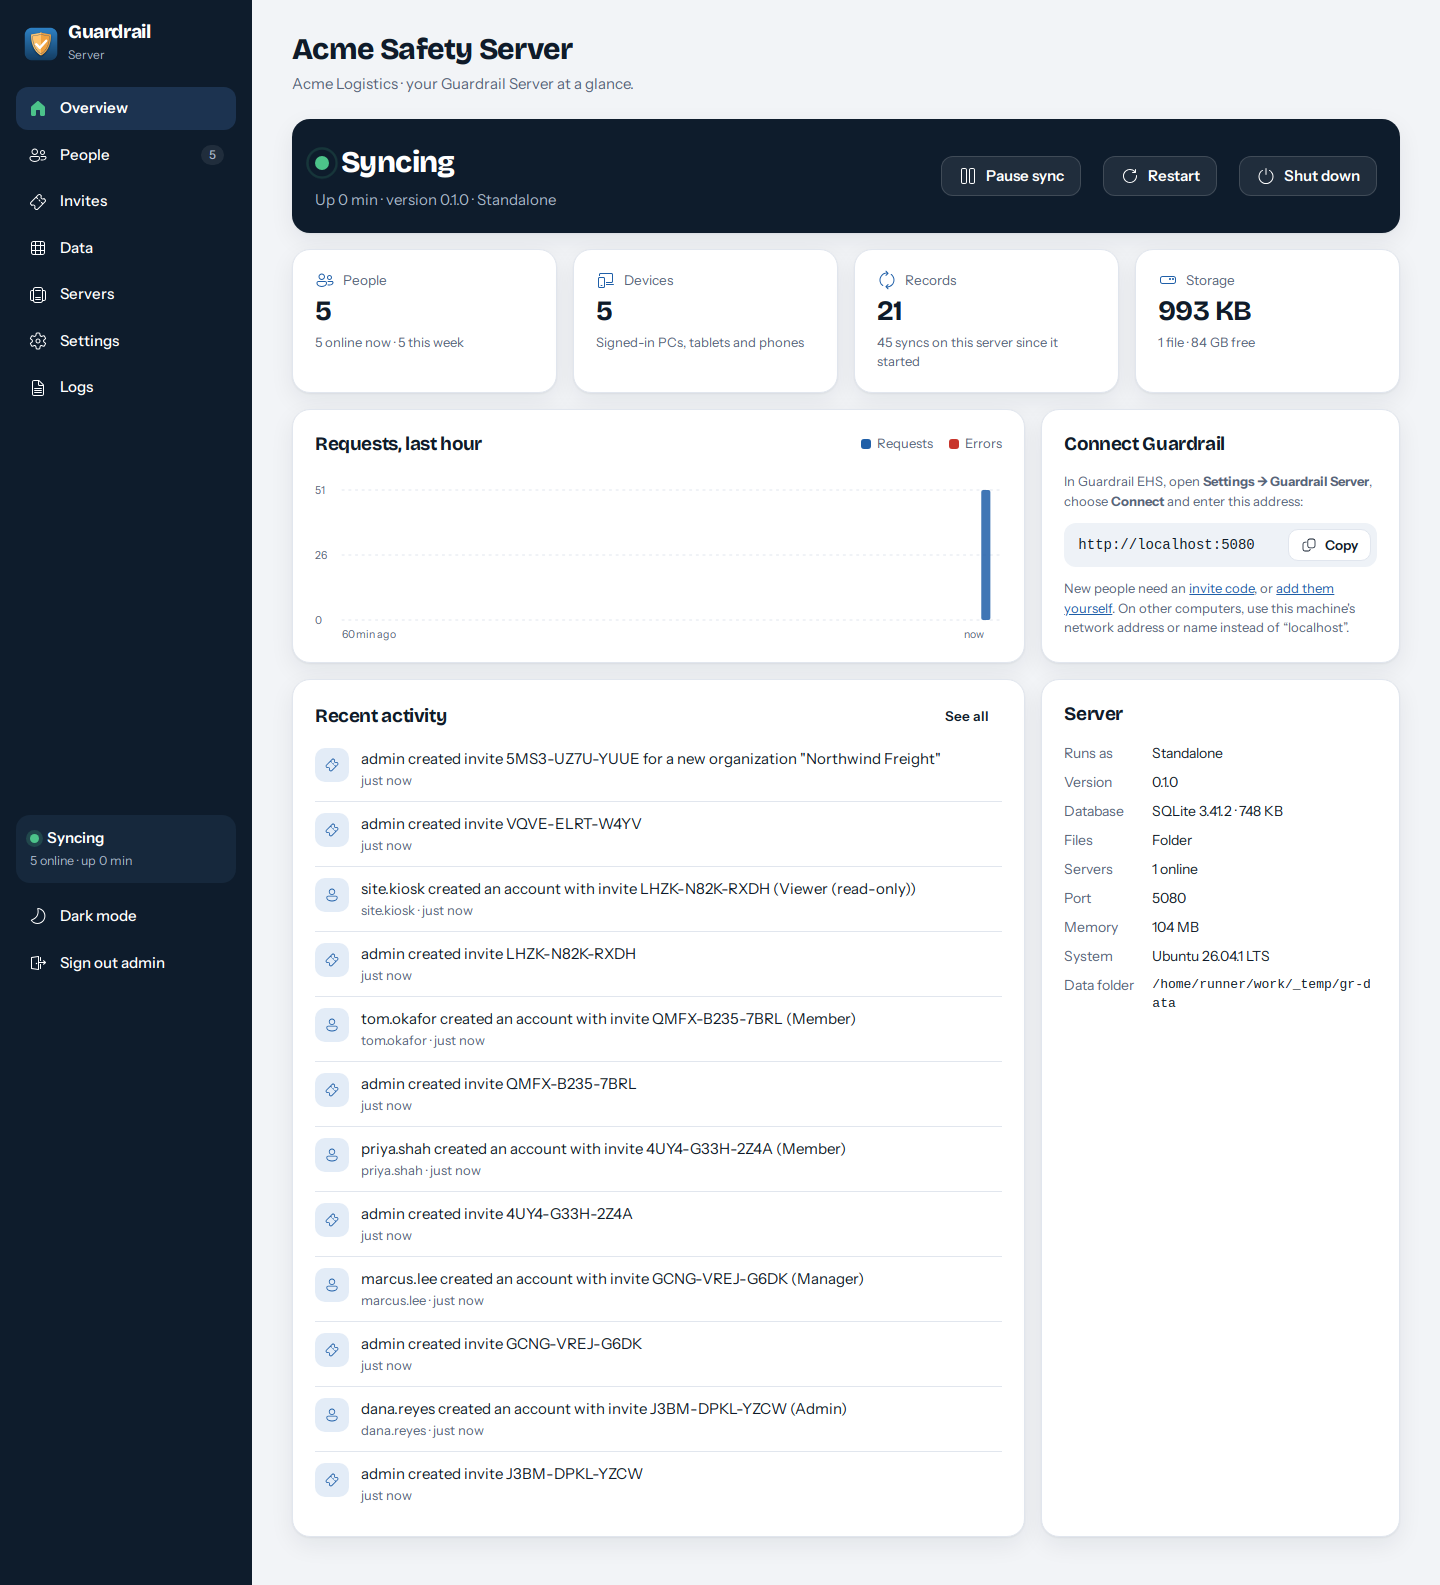 Guardrail
Server
Overview
People
5
Invites
Data
Servers
Settings
Logs
Syncing
5 online · up 0 min
Dark mode
Sign out admin
Acme Safety Server
Acme Logistics · your Guardrail Server at a glance.
Syncing
Up 0 min · version 0.1.0 · Standalone
Pause sync
Restart
Shut down
People
5
5 online now · 5 this week
Devices
5
Signed-in PCs, tablets and phones
Records
21
45 syncs on this server since it
started
Storage
993 KB
1 file · 84 GB free
Requests, last hour
Requests
Errors
51
26
0
60 min ago
now
Connect Guardrail
In Guardrail EHS, open Settings → Guardrail Server,
choose Connect and enter this address:
http://localhost:5080
Copy
New people need an invite code, or add them
yourself. On other computers, use this machine's
network address or name instead of “localhost”.
Recent activity
See all
admin created invite 5MS3-UZ7U-YUUE for a new organization "Northwind Freight"
just now
admin created invite VQVE-ELRT-W4YV
just now
site.kiosk created an account with invite LHZK-N82K-RXDH (Viewer (read-only))
site.kiosk · just now
admin created invite LHZK-N82K-RXDH
just now
tom.okafor created an account with invite QMFX-B235-7BRL (Member)
tom.okafor · just now
admin created invite QMFX-B235-7BRL
just now
priya.shah created an account with invite 4UY4-G33H-2Z4A (Member)
priya.shah · just now
admin created invite 4UY4-G33H-2Z4A
just now
marcus.lee created an account with invite GCNG-VREJ-G6DK (Manager)
marcus.lee · just now
admin created invite GCNG-VREJ-G6DK
just now
dana.reyes created an account with invite J3BM-DPKL-YZCW (Admin)
dana.reyes · just now
admin created invite J3BM-DPKL-YZCW
just now
Server
Runs as Standalone
Version 0.1.0
Database SQLite 3.41.2 · 748 KB
Files Folder
Servers 1 online
Port 5080
Memory 104 MB
System Ubuntu 26.04.1 LTS
Data folder /home/runner/work/_temp/gr-d
ata